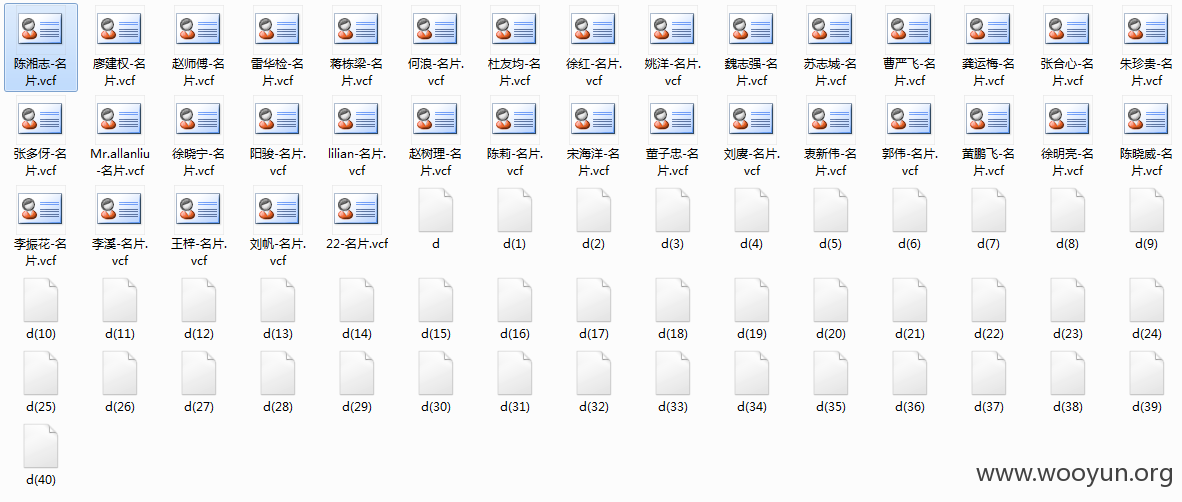 陈湘志-名 廖建权-名 赵师傅-名 雷华检-名 蒋栋梁-名 何浪-名片. 杜友均-名 徐红-名片. 姚洋-名片. 魏志强-名 苏志城-名 曹严飞-名 龚运梅-名 张合心-名 朱珍贵-名
片.vcf 片.vcf 片.vcf 片.vcf 片.vcf vcf 片.vcf vcf vcf 片.vcf 片.vcf 片.vcf 片.vcf 片.vcf 片.vcf
张多伢-名 Mr.allanliu 徐晓宁-名 阳骏-名片. lilian-名片. 赵树理-名 陈莉-名片. 宋海洋-名 董子忠-名 刘虔-名片. 衷新伟-名 郭伟-名片. 黄鹏飞-名 徐明亮-名 陈晓威-名
片.vcf -名片.vcf 片.vcf vcf vcf 片.vcf vcf 片.vcf 片.vcf vcf 片.vcf vcf 片.vcf 片.vcf 片.vcf
李振花-名 李溪-名片. 王梓-名片. 刘帆-名片. 22-名片.vcf d d(1) d(2) d(3) d(4) d(5) d(6) d(7) d(8) d(9)
片.vcf vcf vcf vcf
d(10) d(11) d(12) d(13) d(14) d(15) d(16) d(17) d(18) d(19) d(20) d(21) d(22) d(23) d(24)
d(25) d(26) d(27) d(28) d(29) d(30) d(31) d(32) d(33) d(34) d(35) d(36) d(37) d(38) d(39)
d(40)
www.wooyun.org